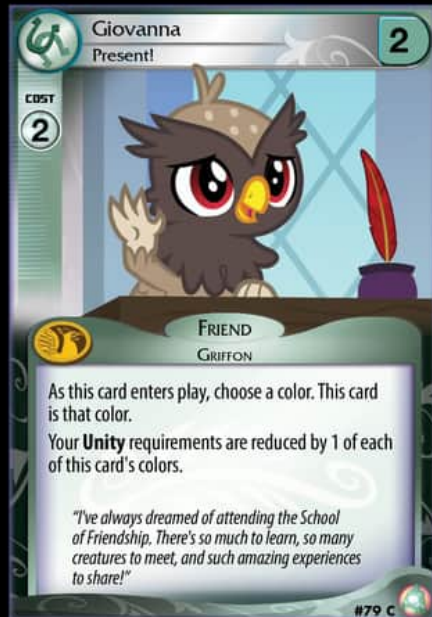 Giovanna
2
Present!
COST
2
FRIEND
GRIFFON
As this card enters play, choose a color. This card
is that color.
Your Unity requirements are reduced by 1 of each
of this card's colors.
"I've always dreamed of attending the School
of Friendship. There's so much to learn, so many
creatures to meet, and such amazing experiences
to share!"
#79 C